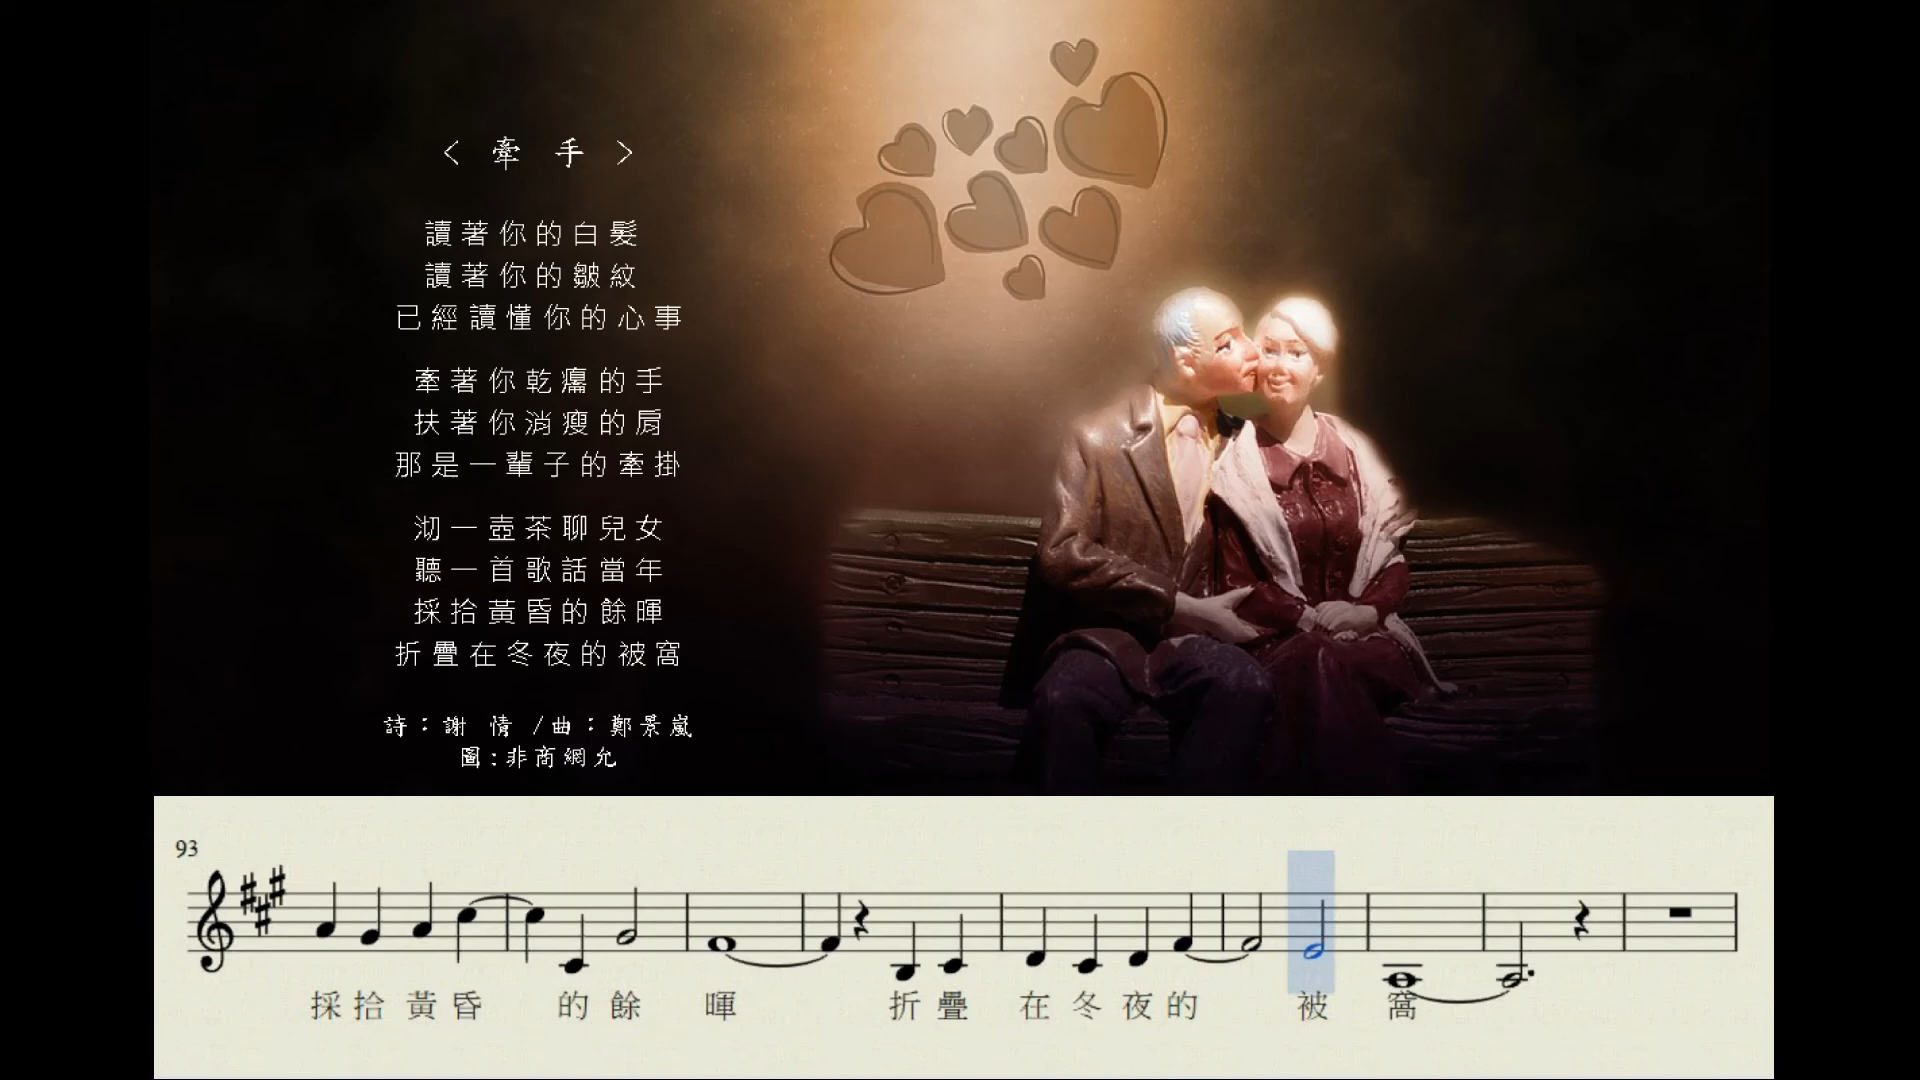 < 牽 手 >
讀著你的白髮
讀著你的皺紋
已經讀懂你的心事
牽著你乾癟的手
扶著你消瘦的肩
那是一輩子的牽掛
沏一壺茶聊兒女
聽一首歌話當年
採拾黃昏的餘暉
折疊在冬夜的被窩
詩：謝 情 /曲：鄭景嵐
圖:非商網允
93
採拾黃昏 的餘 暉 折疊 在冬夜的 被 窩